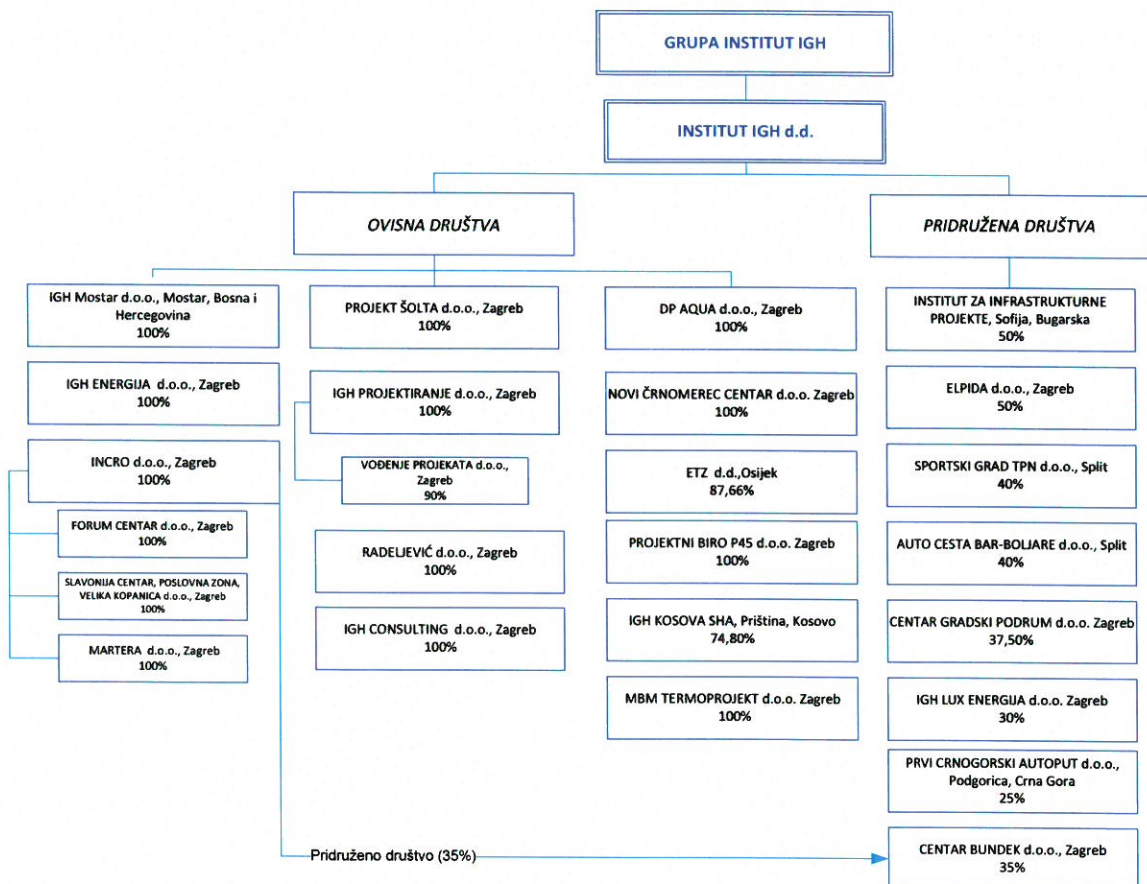 GRUPA INSTITUT IGH
INSTITUT IGH d.d.
OVISNA DRUŠTVA
PRIDRUŽENA DRUŠTVA
IGH Mostar d.o.o., Mostar, Bosna i
Hercegovina
100%
IGH ENERGIJA d.o.o., Zagreb
100%
INCRO d.o.o., Zagreb
100%
FORUM CENTAR d.o.o., Zagreb
100%
SLAVONIJA CENTAR, POSLOVNA ZONA,
VELIKA KOPANICA d.o.o., Zagreb
100%
MARTERA d.o.o., Zagreb
100%
PROJEKT ŠOLTA d.o.o., Zagreb
100%
IGH PROJEKTIRANJE d.o.o., Zagreb
100%
VOĐENJE PROJEKATA d.o.o.,
Zagreb
90%
RADELJEVIĆ d.o.o., Zagreb
100%
IGH CONSULTING d.o.o., Zagreb
100%
DP AQUA d.o.o., Zagreb
100%
NOVI ČRNOMEREC CENTAR d.o.o. Zagreb
100%
ETZ d.d.,Osijek
87,66%
PROJEKTNI BIRO P45 d.o.o. Zagreb
100%
IGH KOSOVA SHA, Priština, Kosovo
74,80%
MBM TERMOPROJEKT d.o.o. Zagreb
100%
INSTITUT ZA INFRASTRUKTURNE
PROJEKTE, Sofija, Bugarska
50%
ELPIDA d.o.o., Zagreb
50%
SPORTSKI GRAD TPN d.o.o., Split
40%
AUTO CESTA BAR-BOLJARE d.o.o., Split
40%
CENTAR GRADSKI PODRUM d.o.o. Zagreb
37,50%
IGH LUX ENERGIJA d.o.o. Zagreb
30%
PRVI CRNOGORSKI AUTOPUT d.o.o.,
Podgorica, Crna Gora
25%
Pridruženo društvo (35%)
CENTAR BUNDEK d.o.o., Zagreb
35%